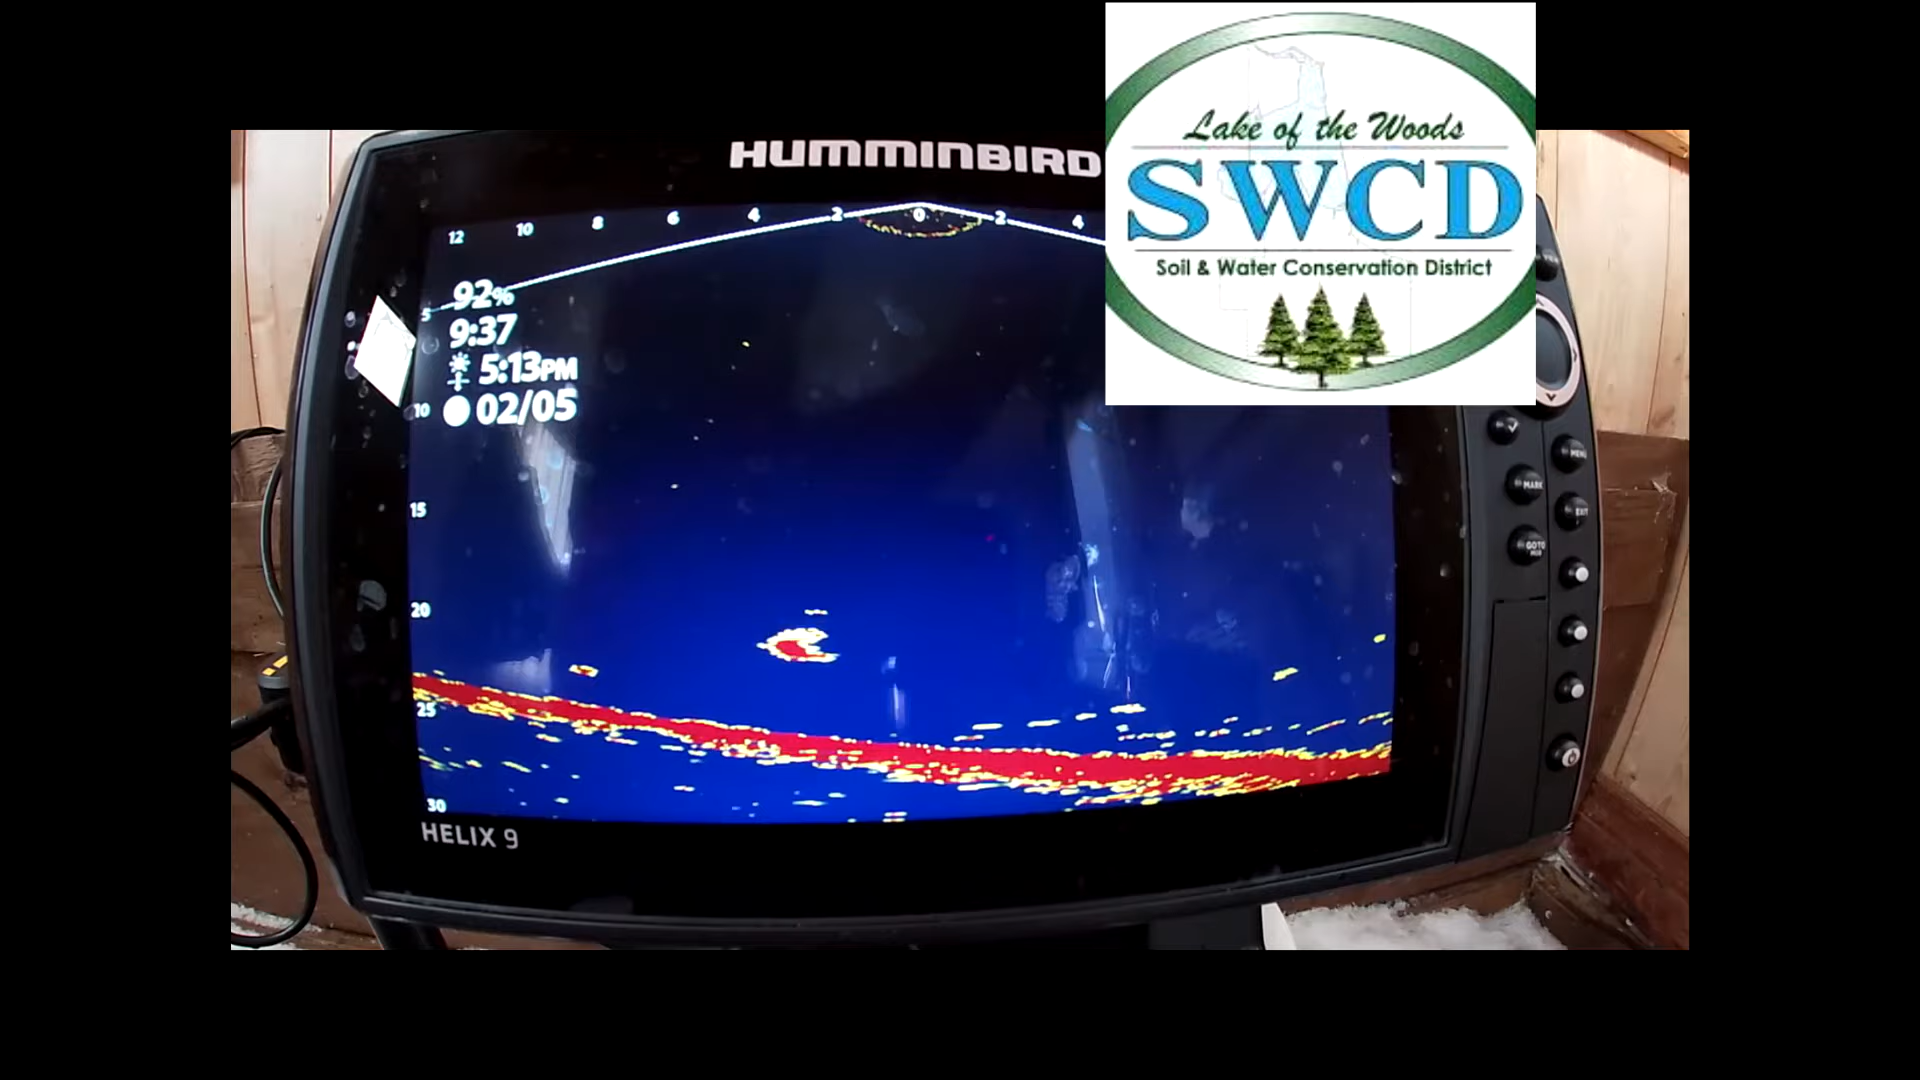 HUMMINBIRD
Lake of the Woods
SWCD
Soil & Water Conservation District
12 10 8 6 4 2 0 2 4
92%
9:37
5:13PM
02/05
5
10
15
20
25
30
MENU
MARK
EXIT
GOTO
HELIX 9